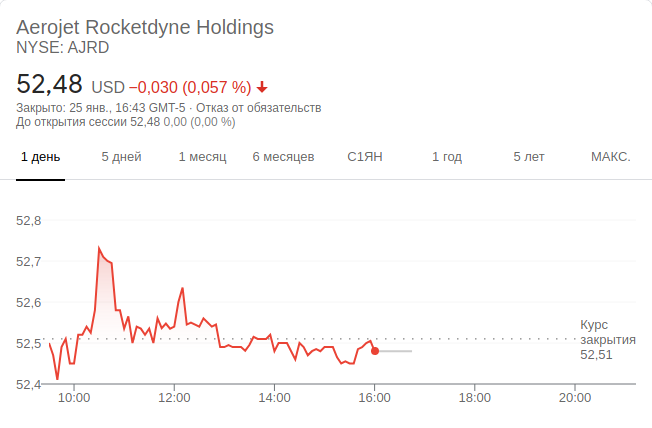 Aerojet Rocketdyne Holdings
NYSE: AJRD
52,48 USD −0,030 (0,057 %)
Закрыто: 25 янв., 16:43 GMT-5 · Отказ от обязательств
До открытия сессии 52,48 0,00 (0,00 %)
1 день 5 дней 1 месяц 6 месяцев С1ЯН 1 год 5 лет МАКС.
52,8
52,7
52,6
52,5
52,4
Курс
закрытия
52,51
10:00 12:00 14:00 16:00 18:00 20:00